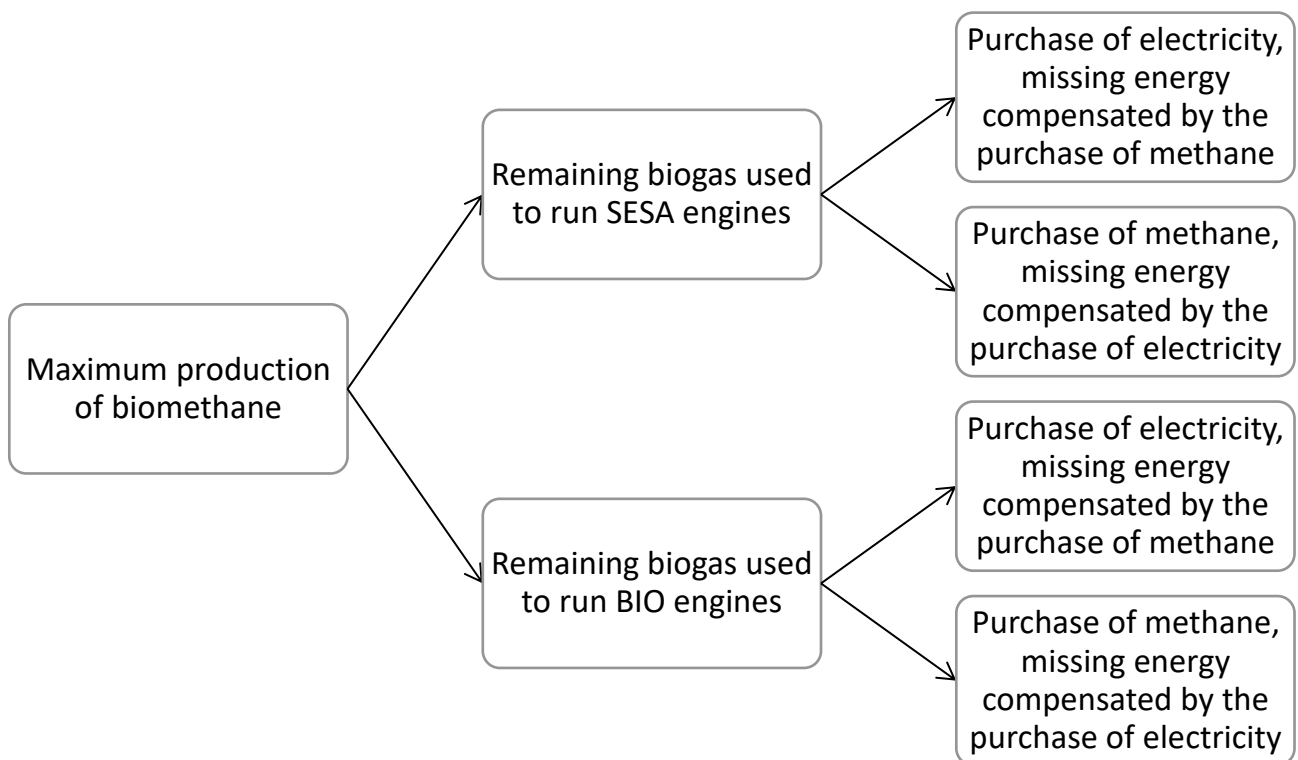 Maximum production
of biomethane
Remaining biogas used
to run SESA engines
Purchase of electricity,
missing energy
compensated by the
purchase of methane
Purchase of methane,
missing energy
compensated by the
purchase of electricity
Remaining biogas used
to run BIO engines
Purchase of electricity,
missing energy
compensated by the
purchase of methane
Purchase of methane,
missing energy
compensated by the
purchase of electricity